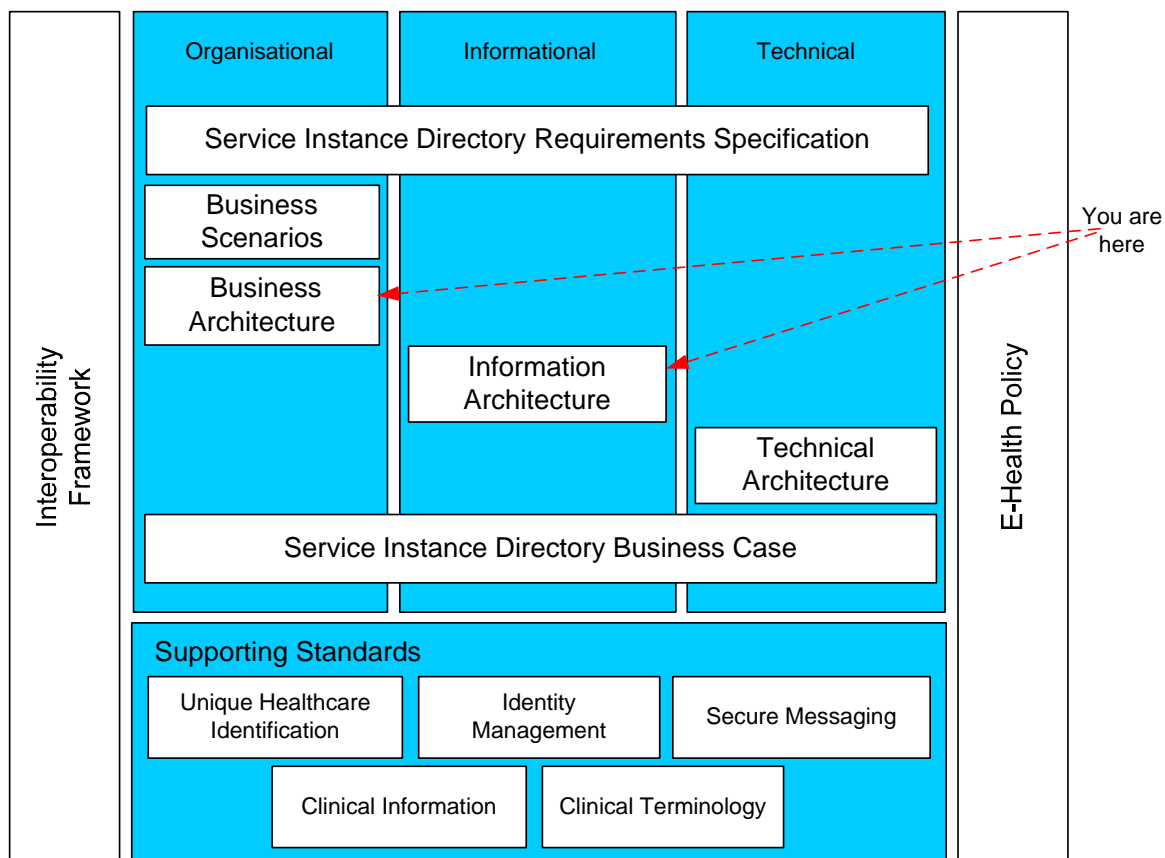 Organisational
Informational
Technical
Service Instance Directory Requirements Specification
Business
Scenarios
Business
Architecture
You are
here
Information
Architecture
Technical
Architecture
Service Instance Directory Business Case
Interoperability
Framework
E-Health Policy
Supporting Standards
Unique Healthcare
Identification
Identity
Management
Secure Messaging
Clinical Information
Clinical Terminology